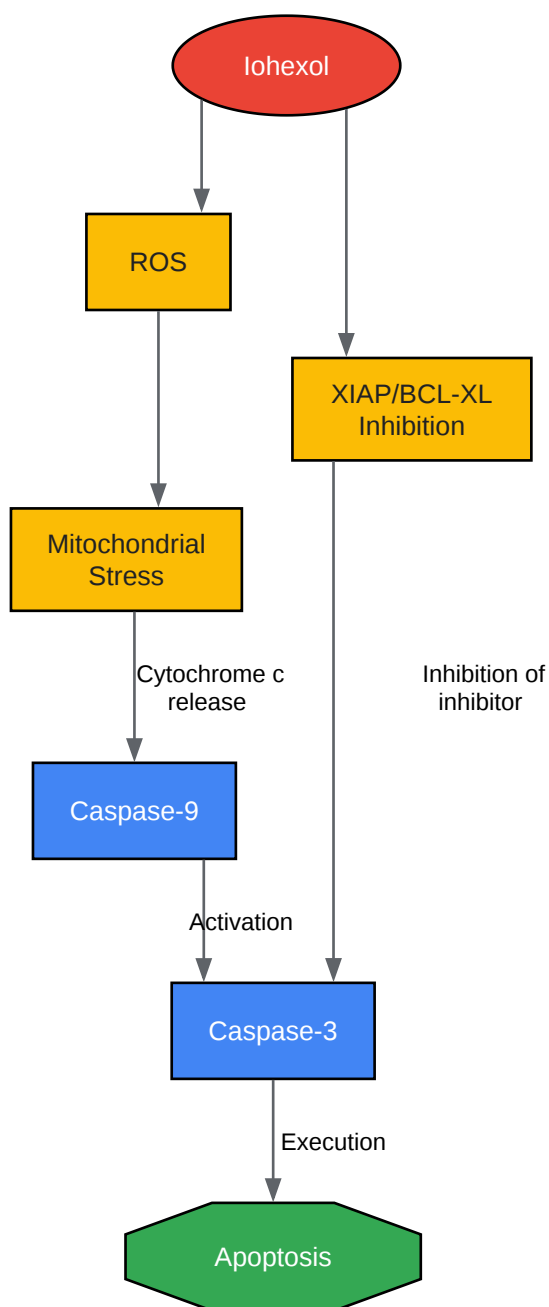 Iohexol
ROS
XIAP/BCL-XL
Inhibition
Mitochondrial
Stress
Cytochrome c
release
Inhibition of
inhibitor
Caspase-9
Activation
Caspase-3
Execution
Apoptosis